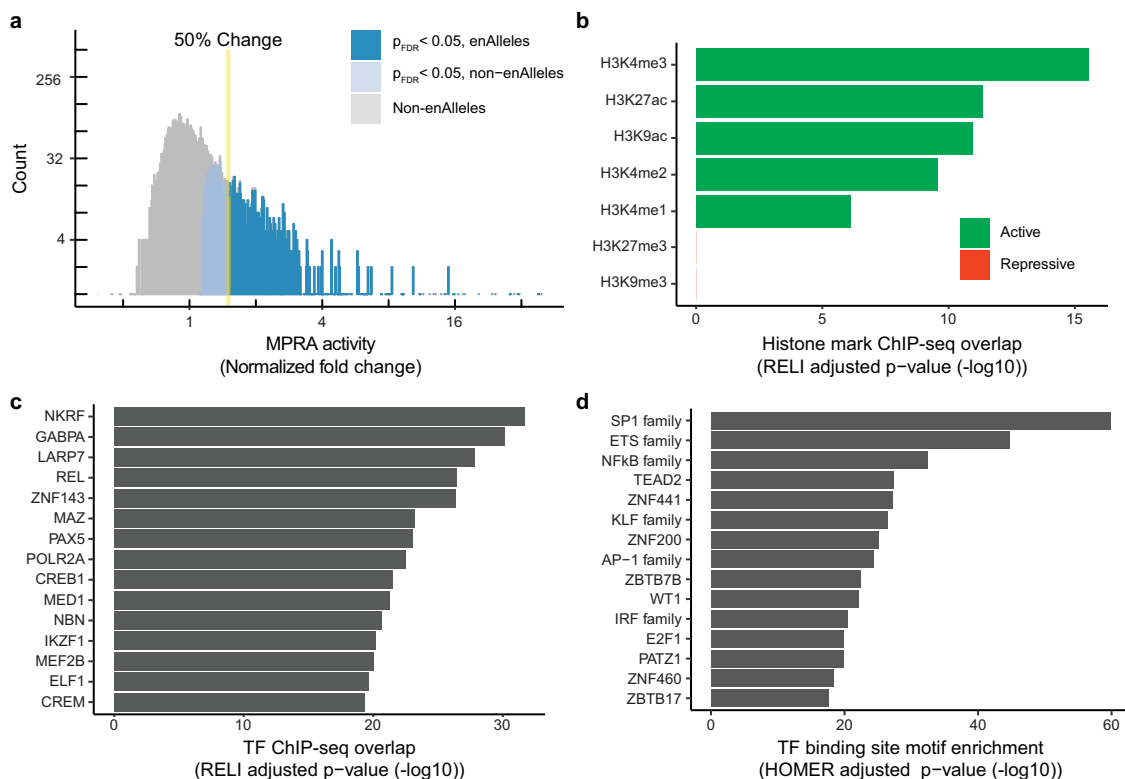 a
50% Change
pFDR< 0.05, enAlleles
pFDR< 0.05, non−enAlleles
Non-enAlleles
256
32
4
Count
1
4
16
MPRA activity
(Normalized fold change)
b
H3K4me3
H3K27ac
H3K9ac
H3K4me2
H3K4me1
H3K27me3
H3K9me3
Active
Repressive
0
5
10
15
Histone mark ChIP-seq overlap
(RELI adjusted p−value (-log10))
c
NKRF
GABPA
LARP7
REL
ZNF143
MAZ
PAX5
POLR2A
CREB1
MED1
NBN
IKZF1
MEF2B
ELF1
CREM
0
10
20
30
TF ChIP-seq overlap
(RELI adjusted p-value (-log10))
d
SP1 family
ETS family
NFkB family
TEAD2
ZNF441
KLF family
ZNF200
AP−1 family
ZBTB7B
WT1
IRF family
E2F1
PATZ1
ZNF460
ZBTB17
0
20
40
60
TF binding site motif enrichment
(HOMER adjusted p-value (-log10))